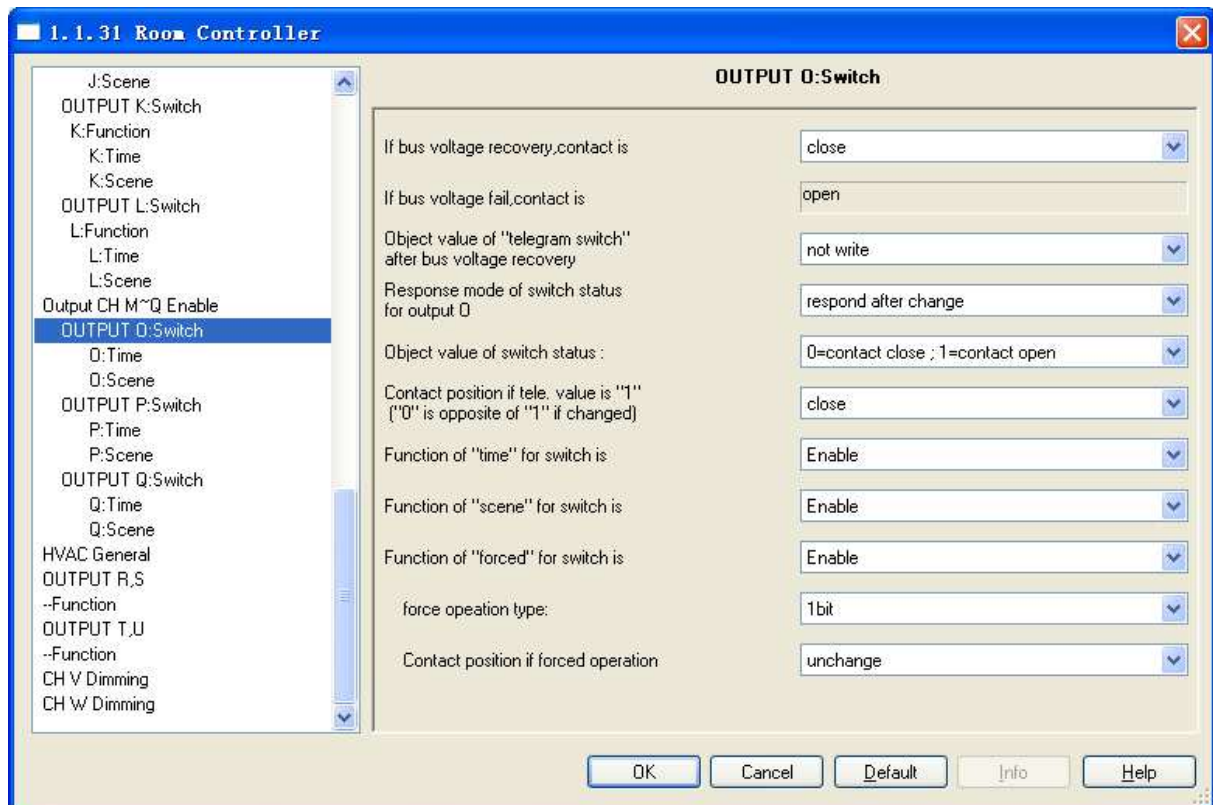 1.1.31 Room Controller
J:Scene
OUTPUT K:Switch
K:Function
K:Time
K:Scene
OUTPUT L:Switch
L:Function
L:Time
L:Scene
Output CH M~Q Enable
OUTPUT O:Switch
O:Time
O:Scene
OUTPUT P:Switch
P:Time
P:Scene
OUTPUT Q:Switch
Q:Time
Q:Scene
HVAC General
OUTPUT R,S
--Function
OUTPUT T,U
--Function
CH V Dimming
CH W Dimming
OUTPUT O:Switch
If bus voltage recovery,contact is
close
If bus voltage fail,contact is
open
Object value of "telegram switch"
after bus voltage recovery
not write
Response mode of switch status
for output O
respond after change
Object value of switch status :
0=contact close ; 1=contact open
Contact position if tele. value is "1"
("0" is opposite of "1" if changed)
close
Function of "time" for switch is
Enable
Function of "scene" for switch is
Enable
Function of "forced" for switch is
Enable
force opeation type:
1bit
Contact position if forced operation
unchange
OK
Cancel
Default
Info
Help